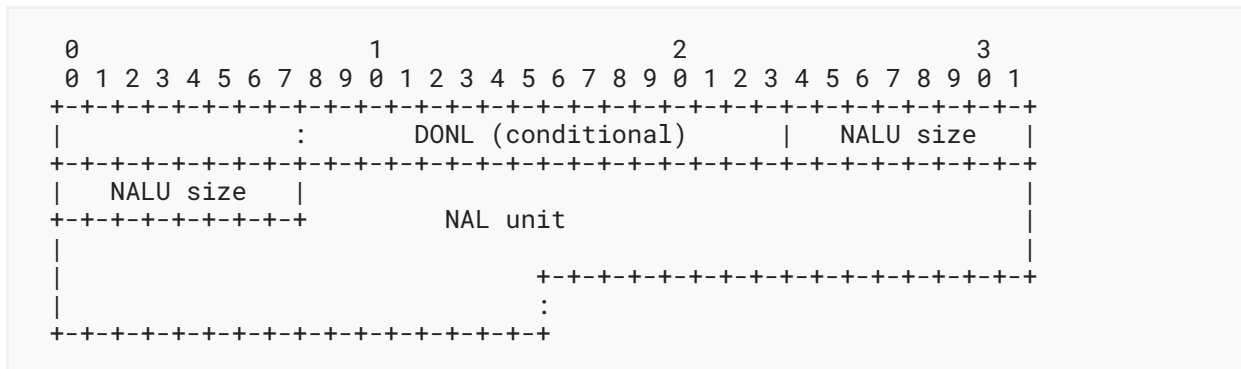 0                   1                   2                   3
 0 1 2 3 4 5 6 7 8 9 0 1 2 3 4 5 6 7 8 9 0 1 2 3 4 5 6 7 8 9 0 1
+-+-+-+-+-+-+-+-+-+-+-+-+-+-+-+-+-+-+-+-+-+-+-+-+-+-+-+-+-+-+-+-+
|               :       DONL (conditional)      |   NALU size   |
+-+-+-+-+-+-+-+-+-+-+-+-+-+-+-+-+-+-+-+-+-+-+-+-+-+-+-+-+-+-+-+-+
|   NALU size   |                                               |
+-+-+-+-+-+-+-+-+         NAL unit                              |
|                                                               |
|                               +-+-+-+-+-+-+-+-+-+-+-+-+-+-+-+-+
|                               :
+-+-+-+-+-+-+-+-+-+-+-+-+-+-+-+-+